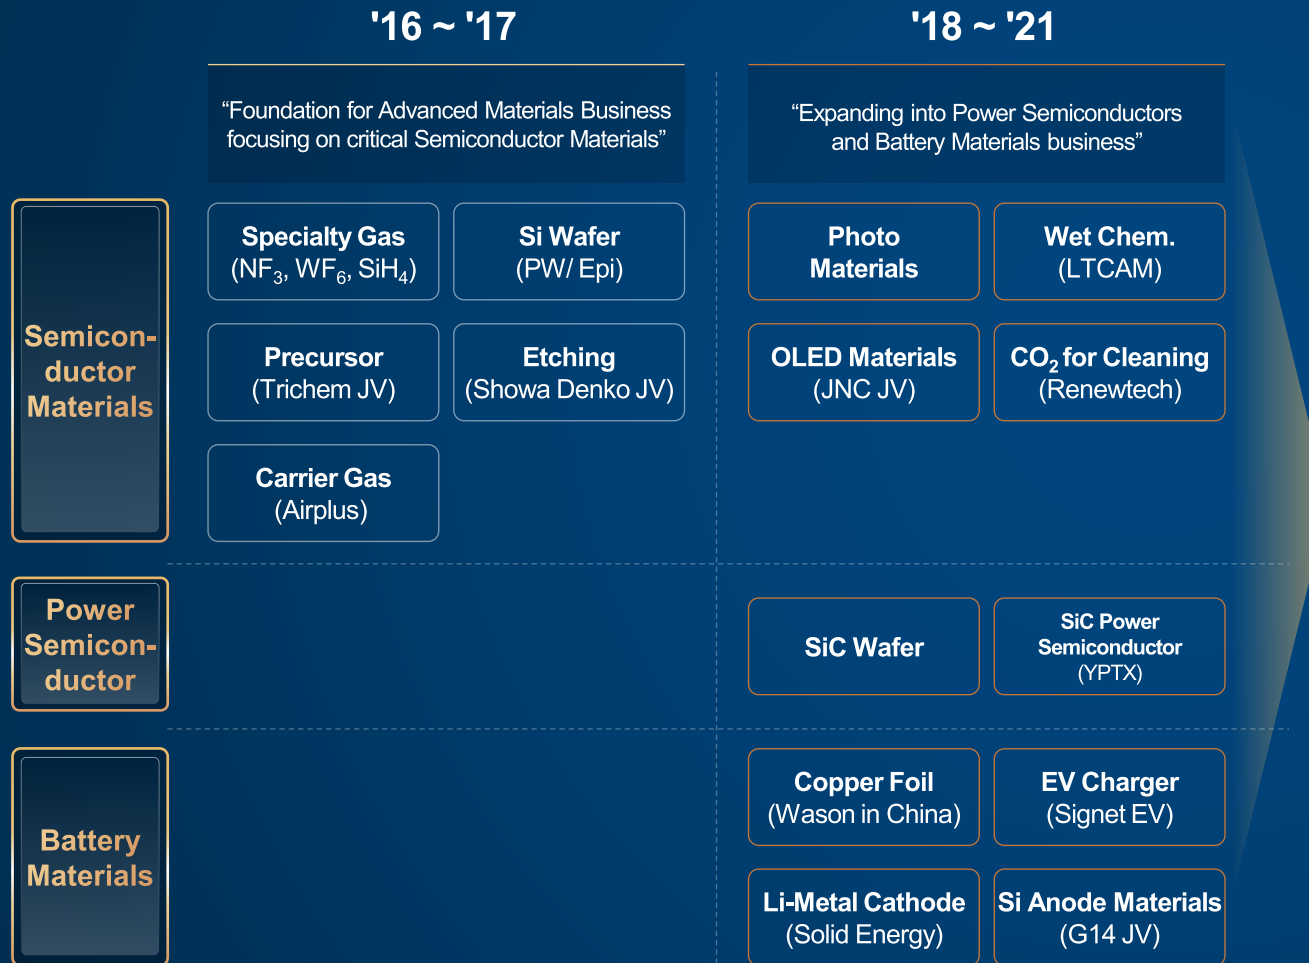 '16 ~ '17
'18 ~ '21
“Foundation for Advanced Materials Business
focusing on critical Semiconductor Materials”
“Expanding into Power Semiconductors
and Battery Materials business”
Semicon-
ductor
Materials
Specialty Gas
(NF₃, WF₆, SiH₄)
Si Wafer
(PW/ Epi)
Photo
Materials
Wet Chem.
(LTCAM)
Precursor
(Trichem JV)
Etching
(Showa Denko JV)
OLED Materials
(JNC JV)
CO₂ for Cleaning
(Renewtech)
Carrier Gas
(Airplus)
Power
Semicon-
ductor
SiC Wafer
SiC Power
Semiconductor
(YPTX)
Battery
Materials
Copper Foil
(Wason in China)
EV Charger
(Signet EV)
Li-Metal Cathode
(Solid Energy)
Si Anode Materials
(G14 JV)